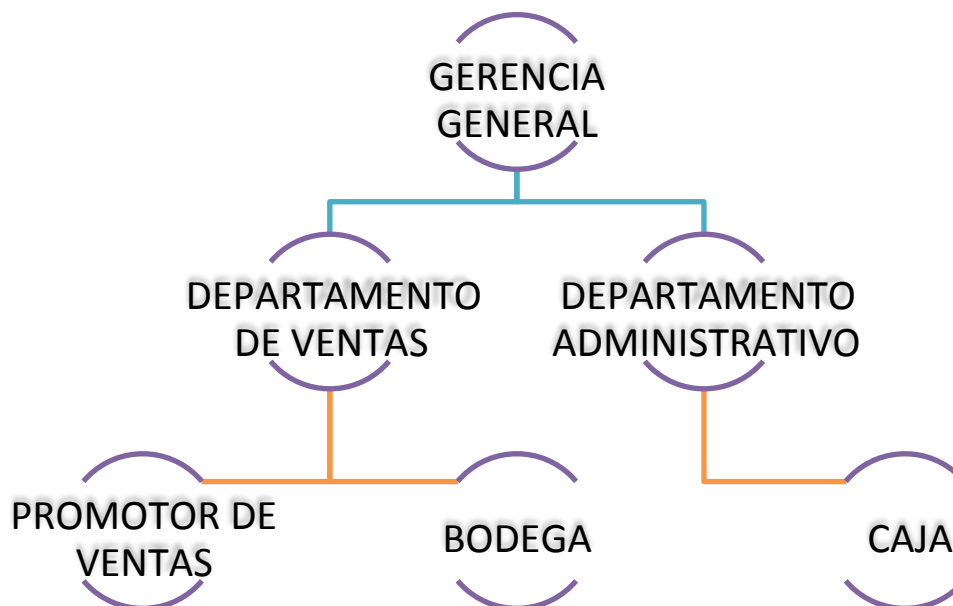 GERENCIA
GENERAL
DEPARTAMENTO
DE VENTAS
DEPARTAMENTO
ADMINISTRATIVO
PROMOTOR DE
VENTAS
BODEGA
CAJA